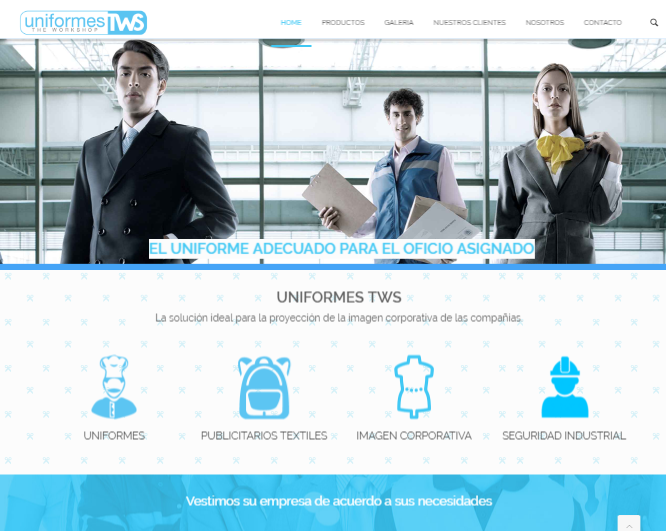 uniformes TWS
THE WORKSHOP
HOME PRODUCTOS GALERIA NUESTROS CLIENTES NOSOTROS CONTACTO
EL UNIFORME ADECUADO PARA EL OFICIO ASIGNADO
UNIFORMES TWS
La solución ideal para la proyección de la imagen corporativa de las compañias.
UNIFORMES PUBLICITARIOS TEXTILES IMAGEN CORPORATIVA SEGURIDAD INDUSTRIAL
Vestimos su empresa de acuerdo a sus necesidades